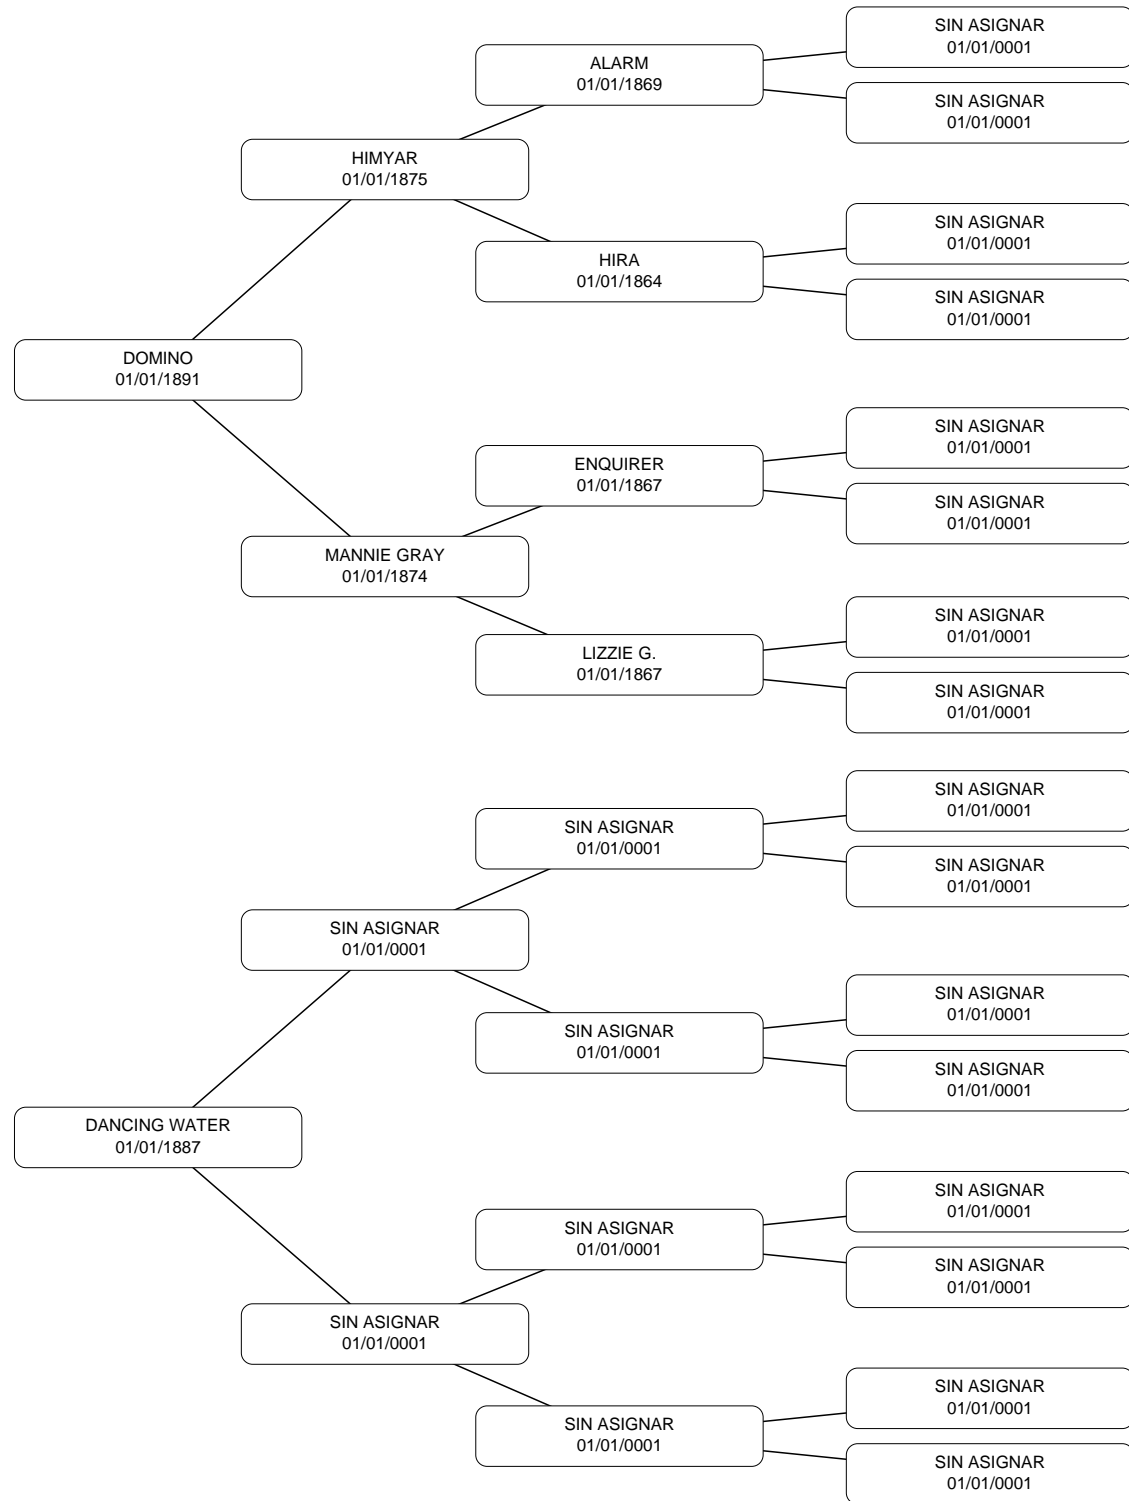 SIN ASIGNAR
01/01/0001
ALARM
01/01/1869
SIN ASIGNAR
01/01/0001
HIMYAR
01/01/1875
SIN ASIGNAR
01/01/0001
HIRA
01/01/1864
SIN ASIGNAR
01/01/0001
DOMINO
01/01/1891
SIN ASIGNAR
01/01/0001
ENQUIRER
01/01/1867
SIN ASIGNAR
01/01/0001
MANNIE GRAY
01/01/1874
SIN ASIGNAR
01/01/0001
LIZZIE G.
01/01/1867
SIN ASIGNAR
01/01/0001
SIN ASIGNAR
01/01/0001
SIN ASIGNAR
01/01/0001
SIN ASIGNAR
01/01/0001
SIN ASIGNAR
01/01/0001
SIN ASIGNAR
01/01/0001
SIN ASIGNAR
01/01/0001
SIN ASIGNAR
01/01/0001
DANCING WATER
01/01/1887
SIN ASIGNAR
01/01/0001
SIN ASIGNAR
01/01/0001
SIN ASIGNAR
01/01/0001
SIN ASIGNAR
01/01/0001
SIN ASIGNAR
01/01/0001
SIN ASIGNAR
01/01/0001
SIN ASIGNAR
01/01/0001